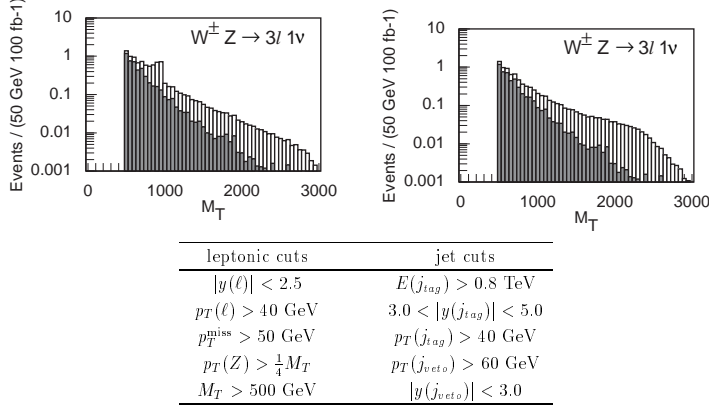 Events / (50 GeV 100 fb-1)
10
1
0.1
0.01
0.001
W± Z → 3l 1ν
0 1000 2000 3000
M_T
Events / (50 GeV 100 fb-1)
10
1
0.1
0.01
0.001
W± Z → 3l 1ν
0 1000 2000 3000
M_T
leptonic cuts jet cuts
|y(ℓ)| < 2.5 E(j_tag) > 0.8 TeV
p_T(ℓ) > 40 GeV 3.0 < |y(j_tag)| < 5.0
p_T^miss > 50 GeV p_T(j_tag) > 40 GeV
p_T(Z) > 1/4 M_T p_T(j_veto) > 60 GeV
M_T > 500 GeV |y(j_veto)| < 3.0